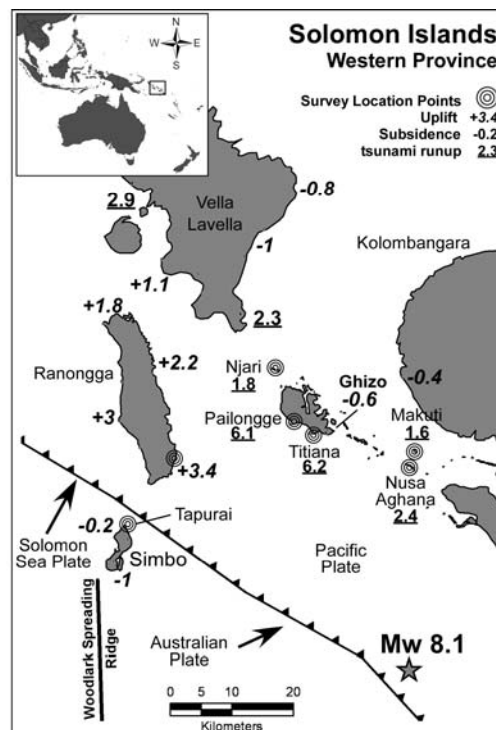 Solomon Islands
Western Province
N
W E
S
Survey Location Points
Uplift +3.4
Subsidence -0.2
tsunami runup 2.3
2.9
Vella
Lavella
-0.8
-1
Kolombangara
+1.1
+1.8
2.3
+2.2
Ranongga
Njari
1.8
Ghizo
-0.6
-0.4
+3
Pailongge
6.1
Titiana
6.2
Makuti
1.6
+3.4
Nusa
Aghana
2.4
-0.2
Tapurai
Solomon
Sea Plate
Simbo
-1
Pacific
Plate
Woodlark Spreading
Ridge
Australian
Plate
Mw 8.1
0 10 20
Kilometers